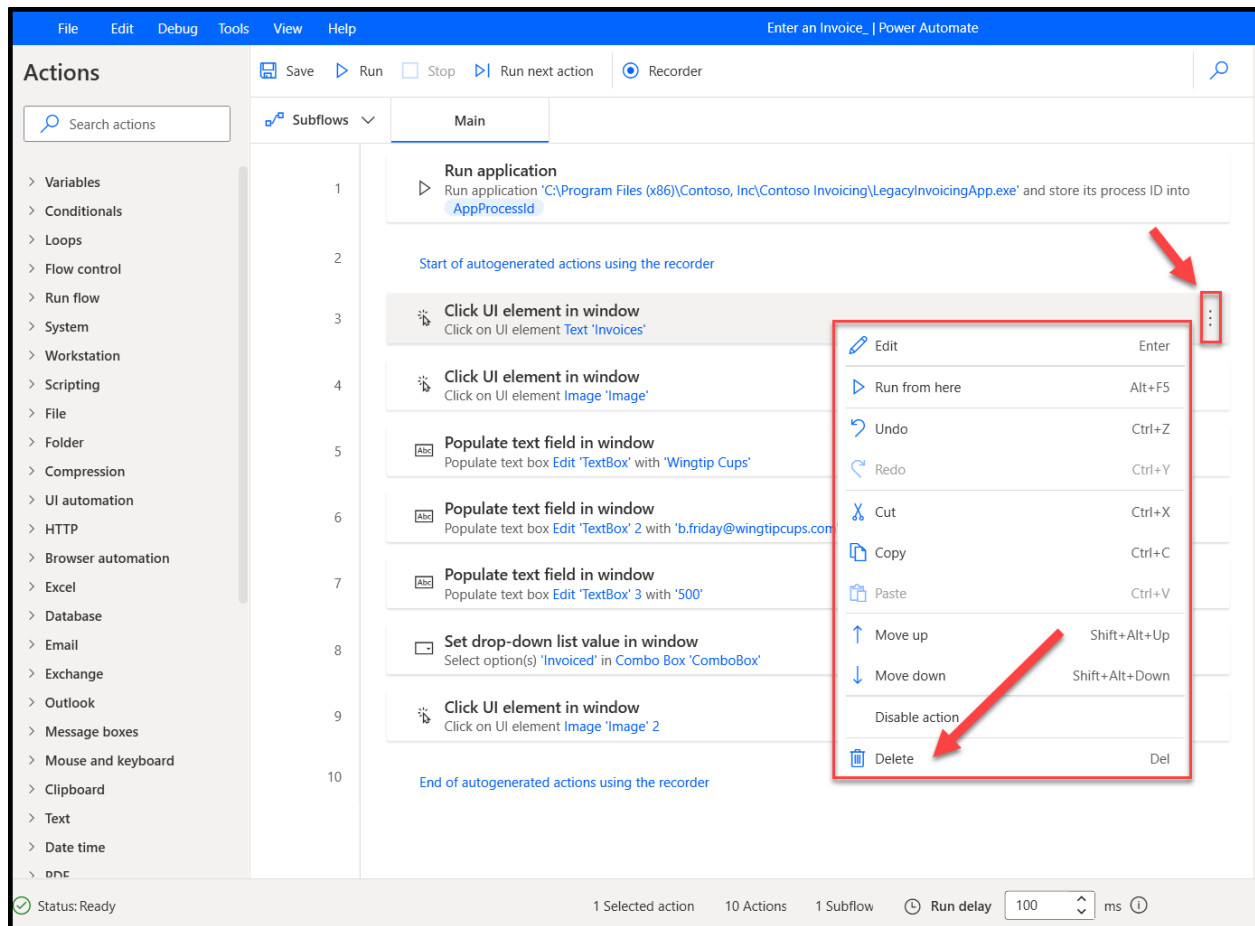 File Edit Debug Tools View Help Enter an Invoice_ | Power Automate
Actions
Save Run Stop Run next action Recorder
Search actions
Subflows Main
Variables
Conditionals
Loops
Flow control
Run flow
System
Workstation
Scripting
File
Folder
Compression
UI automation
HTTP
Browser automation
Excel
Database
Email
Exchange
Outlook
Message boxes
Mouse and keyboard
Clipboard
Text
Date time
PDF
1 Run application
Run application 'C:\Program Files (x86)\Contoso, Inc\Contoso Invoicing\LegacyInvoicingApp.exe' and store its process ID into
AppProcessId
2 Start of autogenerated actions using the recorder
3 Click UI element in window
Click on UI element Text 'Invoices'
4 Click UI element in window
Click on UI element Image 'Image'
5 Abc Populate text field in window
Populate text box Edit 'TextBox' with 'Wingtip Cups'
6 Abc Populate text field in window
Populate text box Edit 'TextBox' 2 with 'b.friday@wingtipcups.com'
7 Abc Populate text field in window
Populate text box Edit 'TextBox' 3 with '500'
8 Set drop-down list value in window
Select option(s) 'Invoiced' in Combo Box 'ComboBox'
9 Click UI element in window
Click on UI element Image 'Image' 2
10 End of autogenerated actions using the recorder
Edit Enter
Run from here Alt+F5
Undo Ctrl+Z
Redo Ctrl+Y
Cut Ctrl+X
Copy Ctrl+C
Paste Ctrl+V
Move up Shift+Alt+Up
Move down Shift+Alt+Down
Disable action
Delete Del
Status: Ready 1 Selected action 10 Actions 1 Subflow Run delay 100 ms